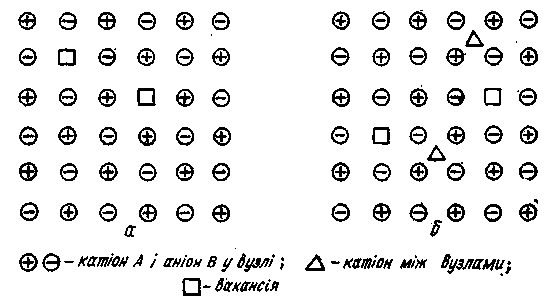 а б
⊕ ⊖ – катіон А і аніон В у вузлі; △ – катіон між вузлами;
□ – вакансія